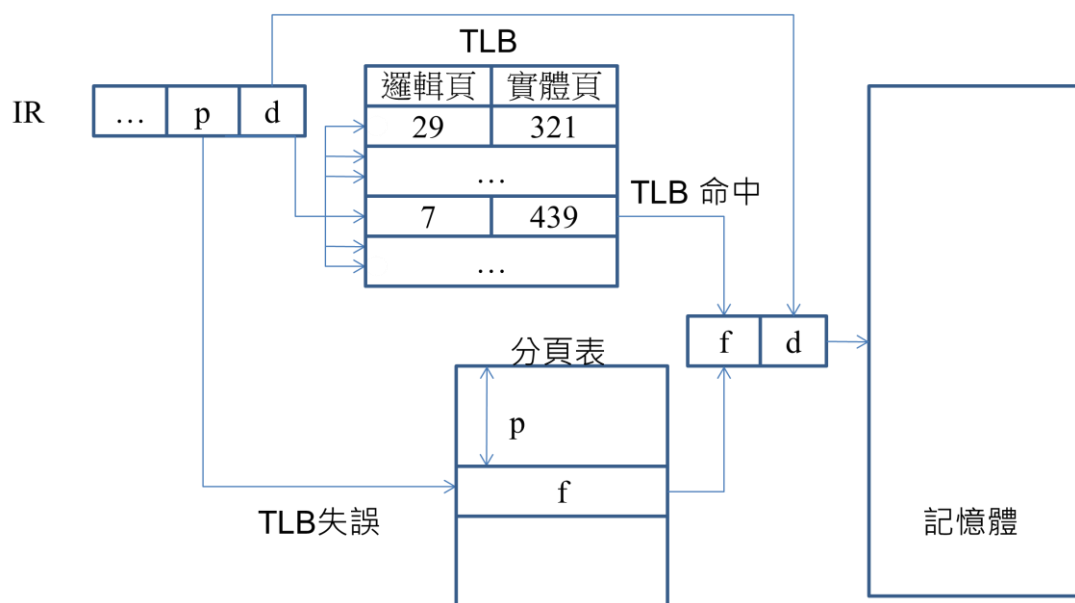 TLB
邏輯頁 實體頁
IR … p d
29 321
…
TLB 命中
7 439
…
f d
分頁表
p
f
TLB失誤
記憶體